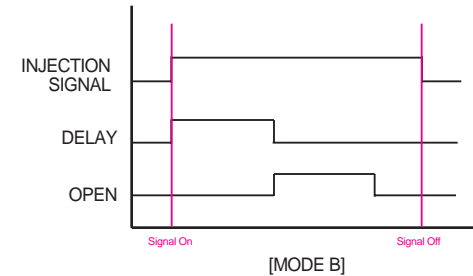 INJECTION
SIGNAL
DELAY
OPEN
Signal On
Signal Off
[MODE B]